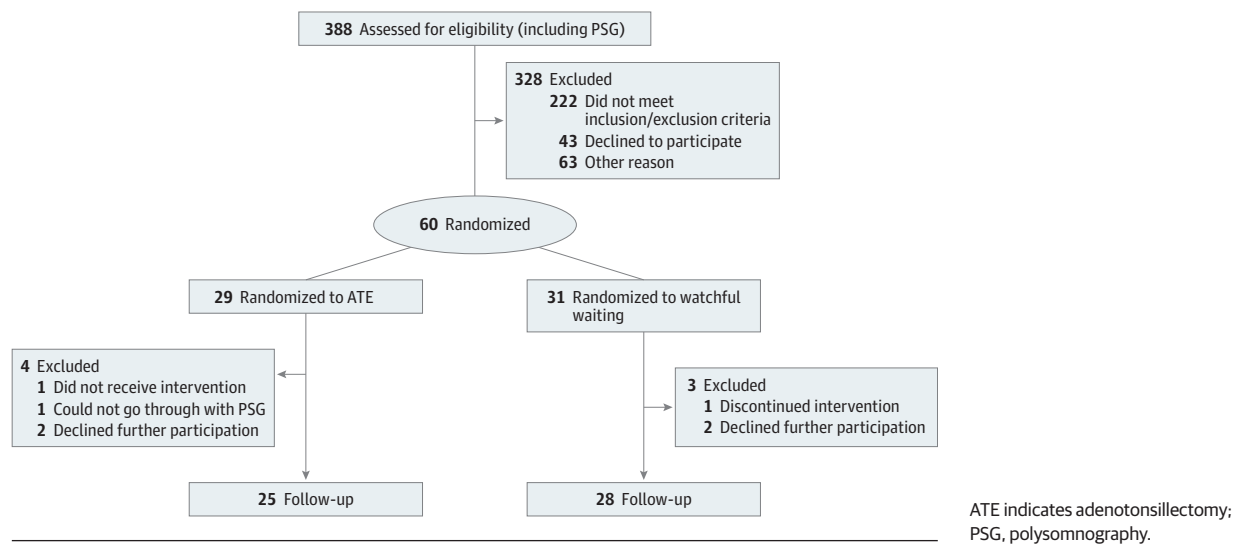 388 Assessed for eligibility (including PSG)
328 Excluded
222 Did not meet
inclusion/exclusion criteria
43 Declined to participate
63 Other reason
60 Randomized
29 Randomized to ATE
31 Randomized to watchful
waiting
4 Excluded
1 Did not receive intervention
1 Could not go through with PSG
2 Declined further participation
3 Excluded
1 Discontinued intervention
2 Declined further participation
25 Follow-up
28 Follow-up
ATE indicates adenotonsillectomy;
PSG, polysomnography.